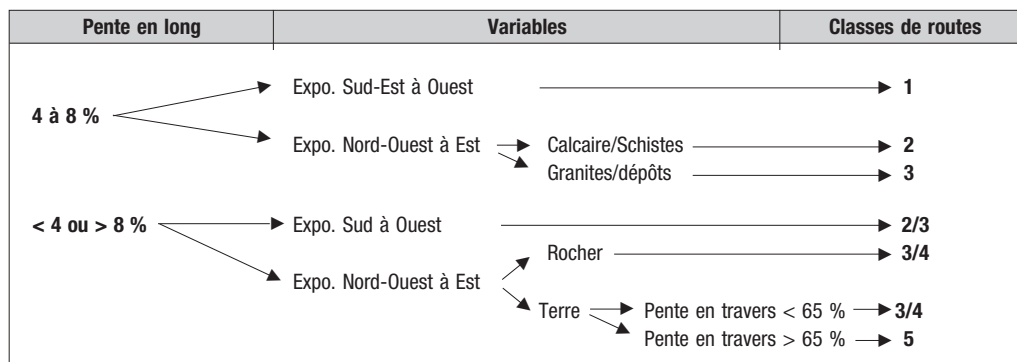 Pente en long Variables Classes de routes
Expo. Sud-Est à Ouest 1
4 à 8 %
Expo. Nord-Ouest à Est Calcaire/Schistes 2
Granites/dépôts 3
< 4 ou > 8 % Expo. Sud à Ouest 2/3
Rocher 3/4
Expo. Nord-Ouest à Est
Terre Pente en travers < 65 % 3/4
Pente en travers > 65 % 5